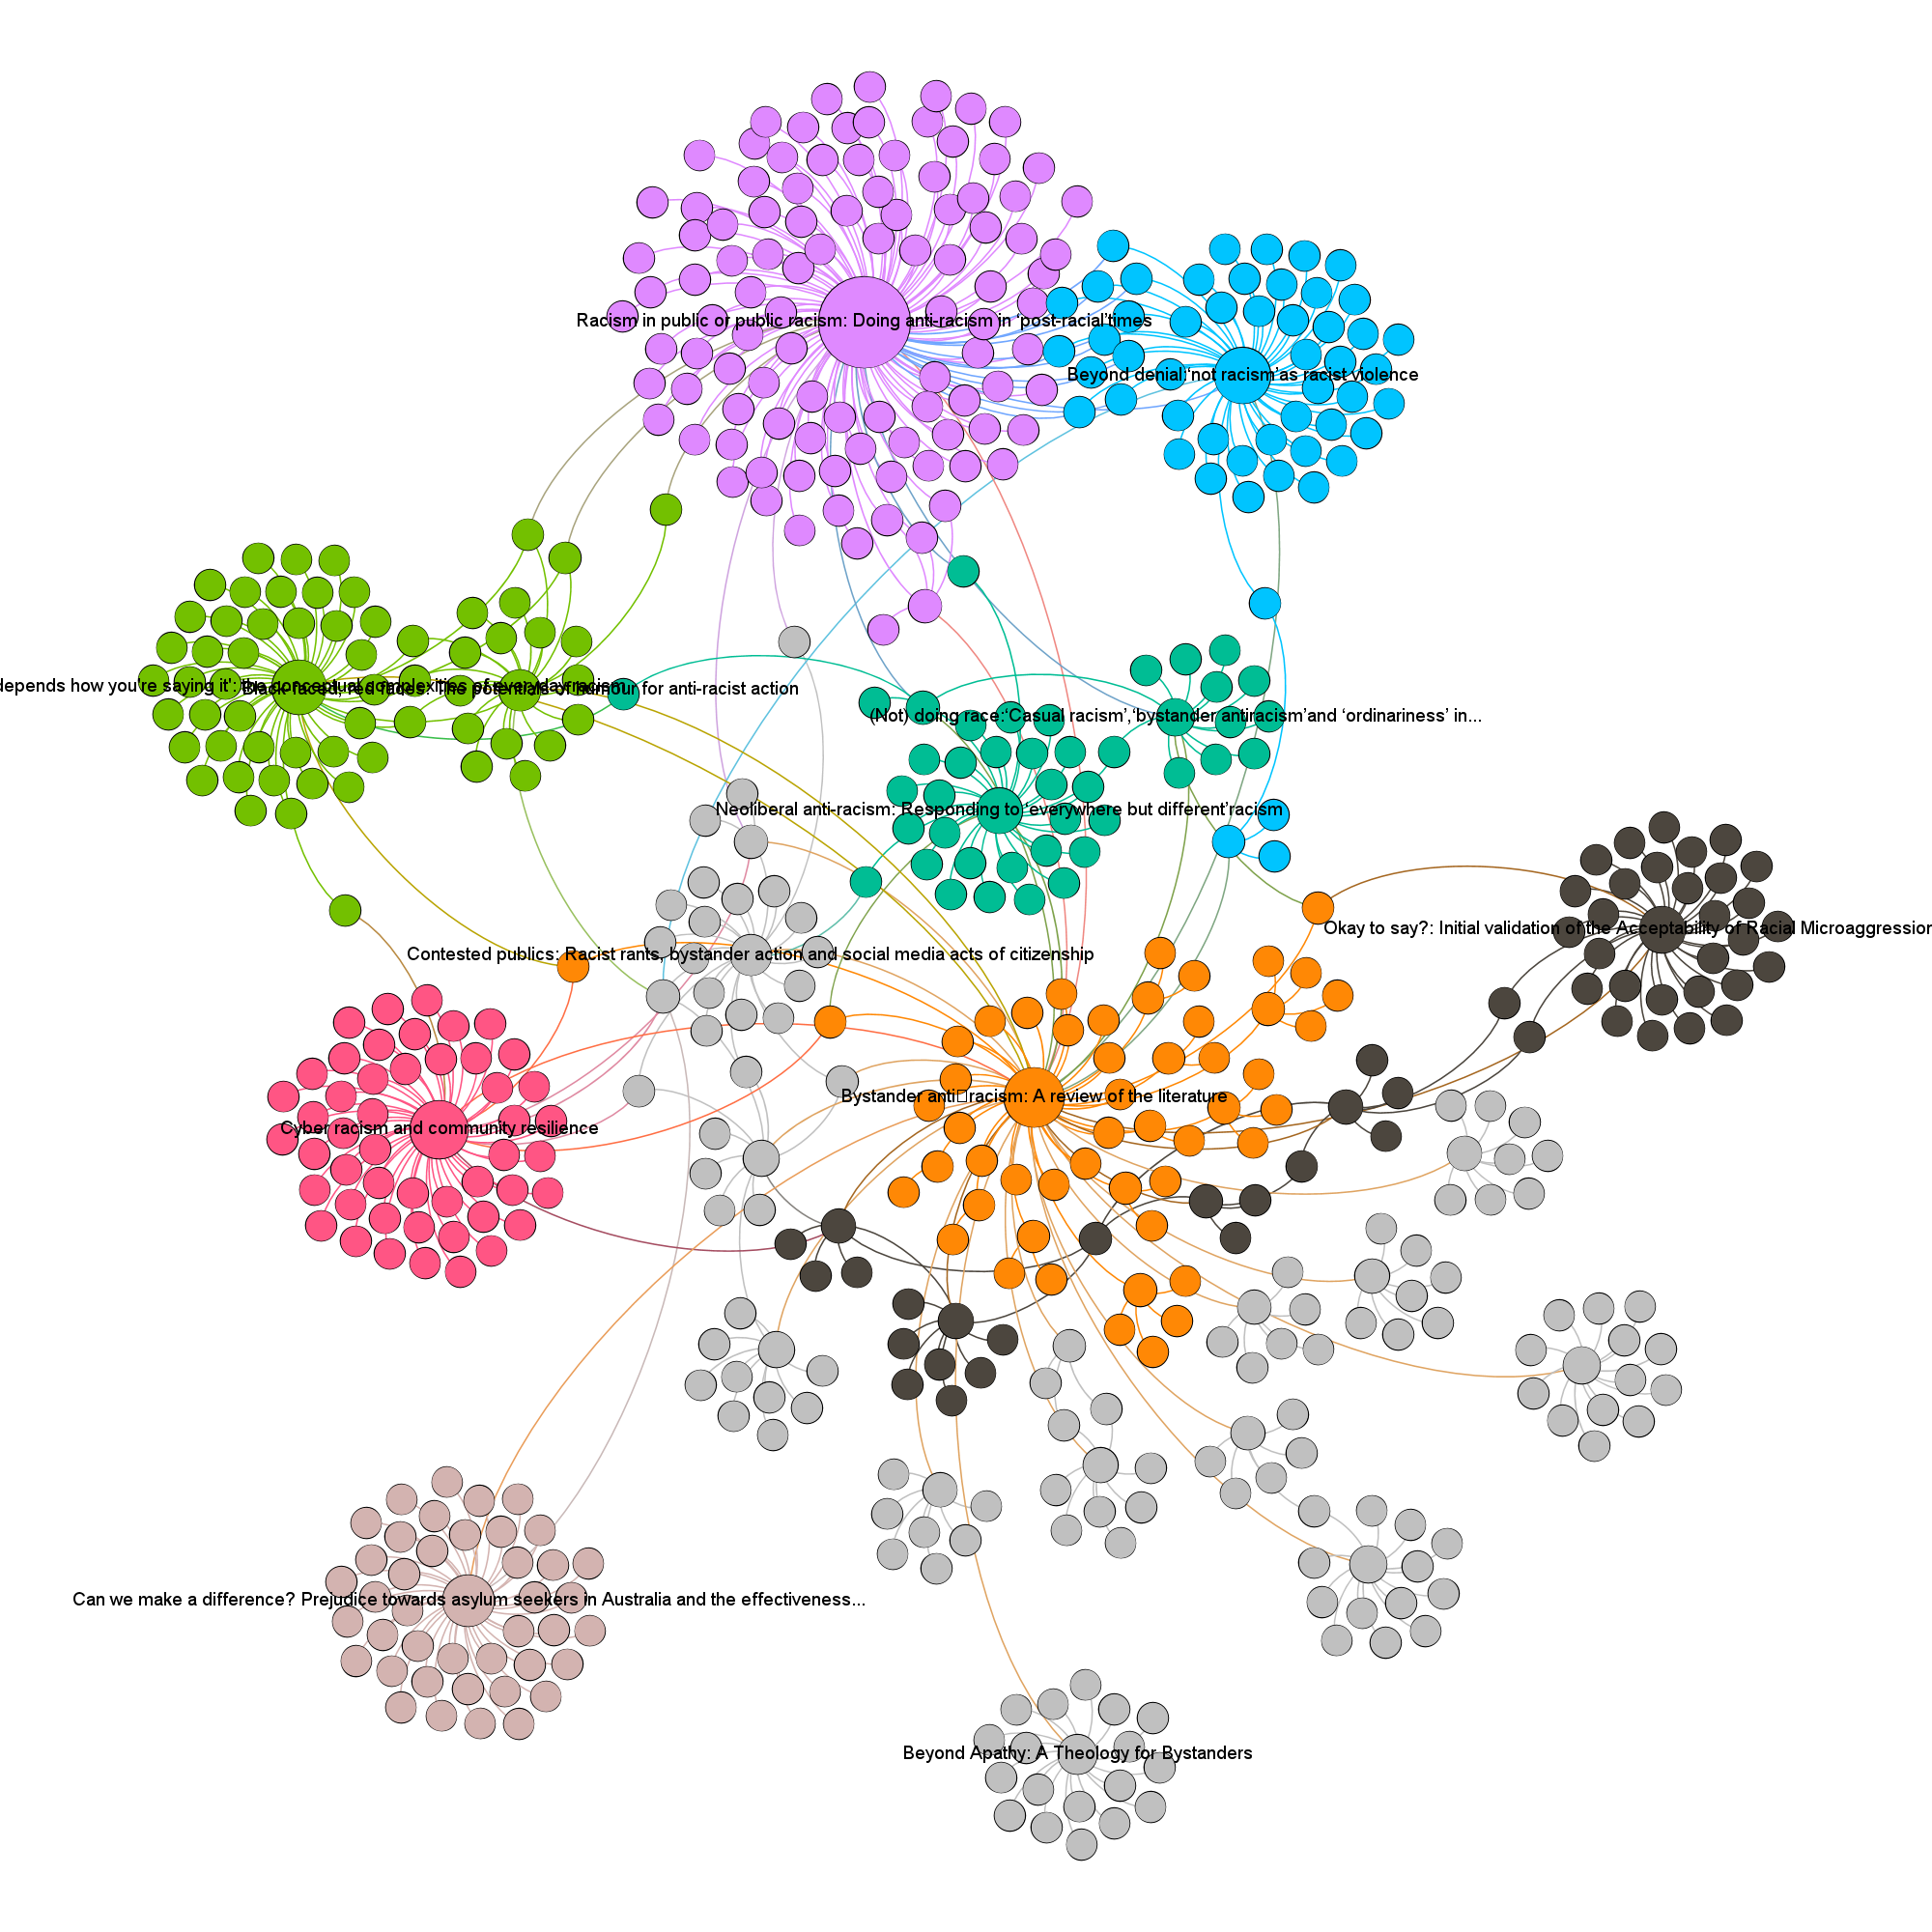 Racism in public or public racism: Doing anti-racism in ‘post-racial’times
Beyond denial:‘not racism’as racist violence
depends how you're saying it': the conceptual complexities of everyday racism
Black faced, red faces: The potentials of humour for anti-racist action
(Not) doing race:‘Casual racism’,‘bystander antiracism’and ‘ordinariness’ in...
Neoliberal anti-racism: Responding to ‘everywhere but different’racism
Okay to say?: Initial validation of the Acceptability of Racial Microaggression
Contested publics: Racist rants, bystander action and social media acts of citizenship
Bystander anti□racism: A review of the literature
Cyber racism and community resilience
Can we make a difference? Prejudice towards asylum seekers in Australia and the effectiveness...
Beyond Apathy: A Theology for Bystanders